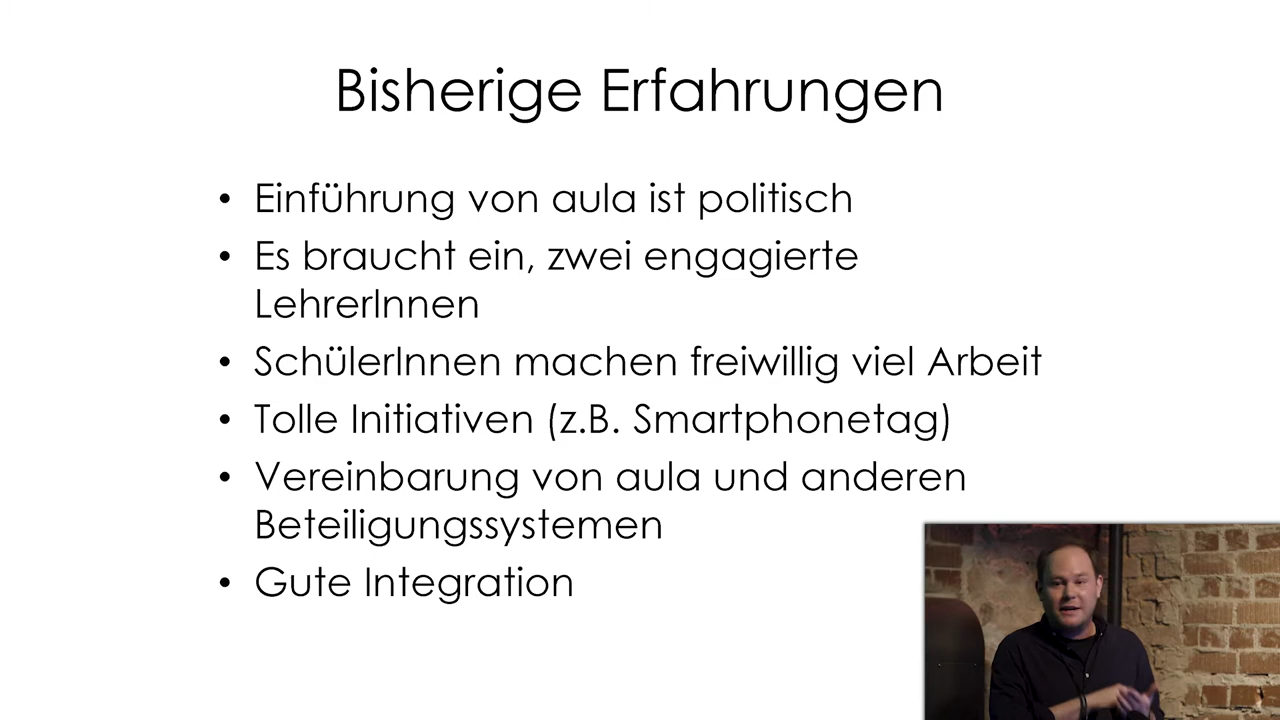 Bisherige Erfahrungen
• Einführung von aula ist politisch
• Es braucht ein, zwei engagierte
LehrerInnen
• SchülerInnen machen freiwillig viel Arbeit
• Tolle Initiativen (z.B. Smartphonetag)
• Vereinbarung von aula und anderen
Beteiligungssystemen
• Gute Integration